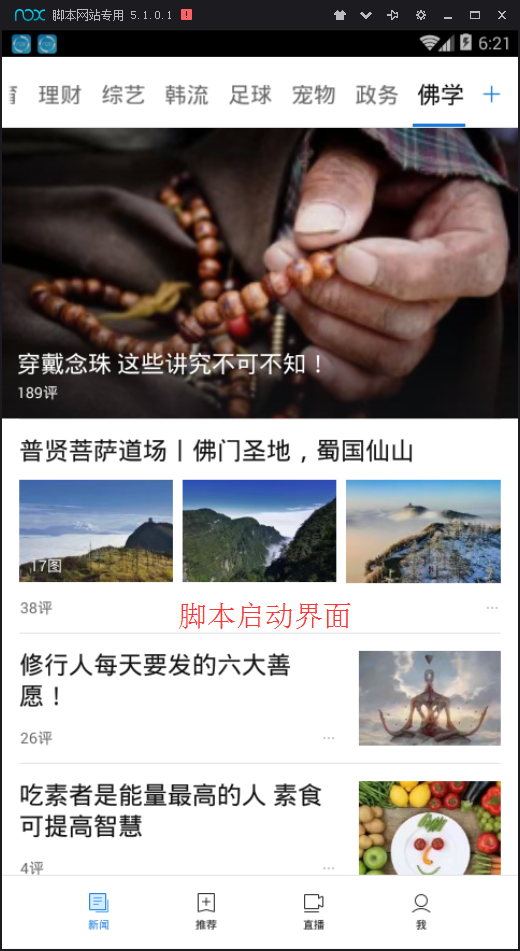 nox 脚本网站专用 5.1.0.1
6:21
育 理财 综艺 韩流 足球 宠物 政务 佛学
穿戴念珠 这些讲究不可不知！
189评
普贤菩萨道场丨佛门圣地，蜀国仙山
17图
38评
脚本启动界面
修行人每天要发的六大善
愿！
26评
吃素者是能量最高的人 素食
可提高智慧
4评
新闻 推荐 直播 我